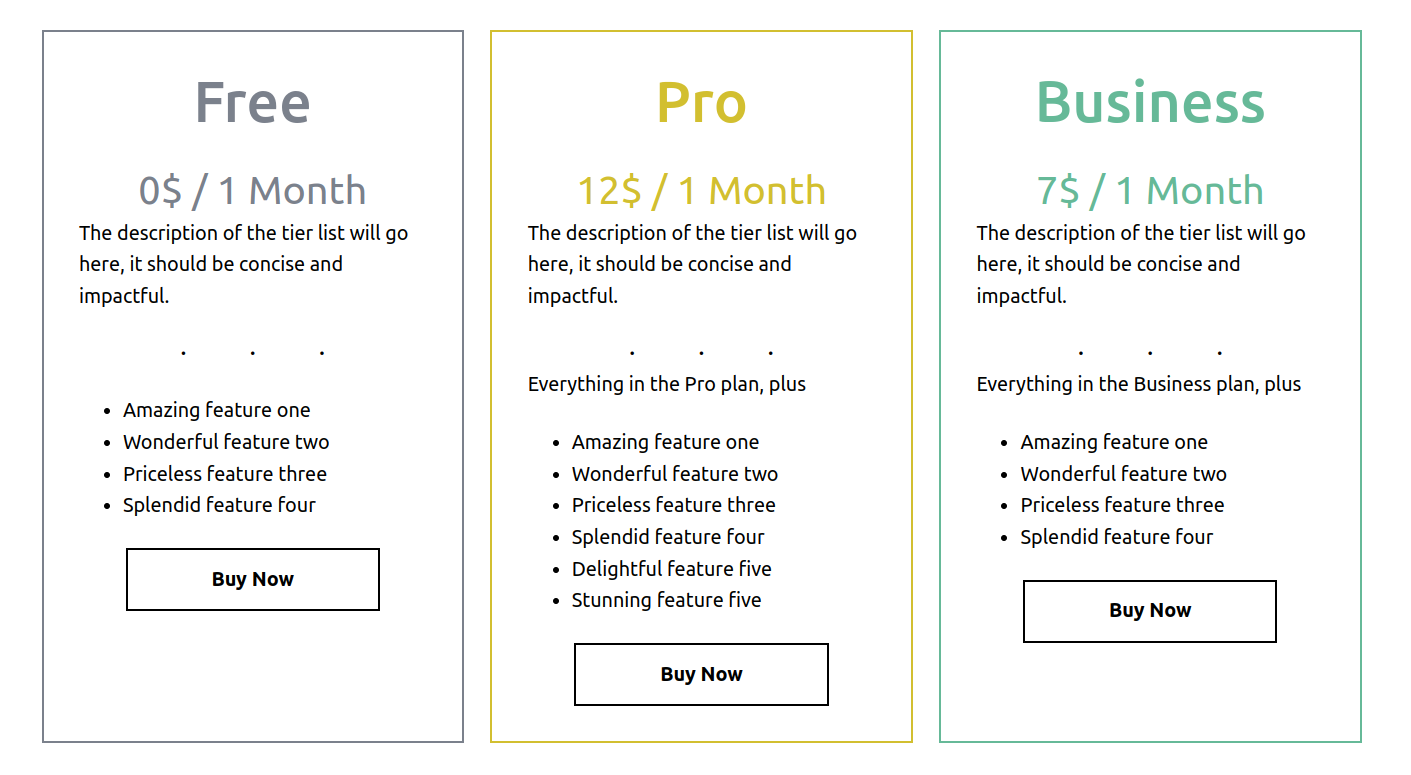 Free
0$ / 1 Month
The description of the tier list will go
here, it should be concise and
impactful.
. . .
• Amazing feature one
• Wonderful feature two
• Priceless feature three
• Splendid feature four
Buy Now
Pro
12$ / 1 Month
The description of the tier list will go
here, it should be concise and
impactful.
. . .
Everything in the Pro plan, plus
• Amazing feature one
• Wonderful feature two
• Priceless feature three
• Splendid feature four
• Delightful feature five
• Stunning feature five
Buy Now
Business
7$ / 1 Month
The description of the tier list will go
here, it should be concise and
impactful.
. . .
Everything in the Business plan, plus
• Amazing feature one
• Wonderful feature two
• Priceless feature three
• Splendid feature four
Buy Now